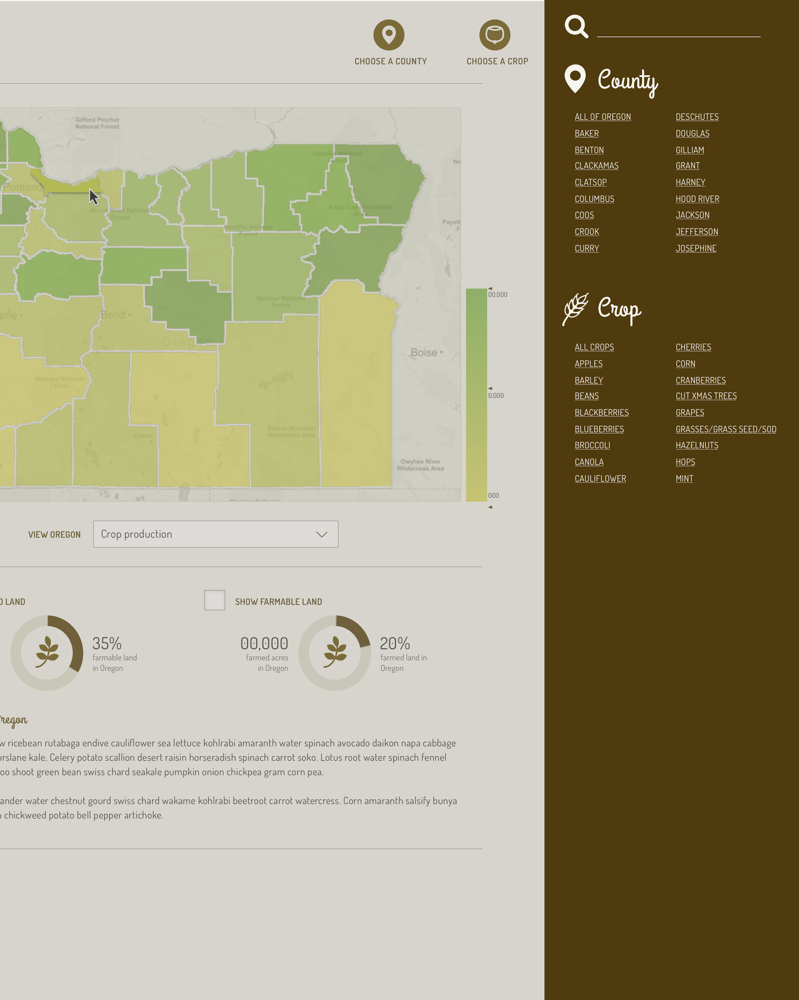 CHOOSE A COUNTY
CHOOSE A CROP
Gifford Pinchot
National Forest
Umatilla National
Forest
Ne
Portland
Mount Hood National
Forest
Eagle Cap Wilderness
Area
Payett
F
Umatilla National
Forest
Malheur National
Forest
ene
Bend
Oregon
Boise
Umpqua National
Forest
Fremo
F
Steens Mountain
Wilderness Area
Owyhee River
Wilderness Area
Sheldon National
00,000
0,000
000
VIEW OREGON
Crop production
D LAND
35%
farmable land
in Oregon
SHOW FARMABLE LAND
00,000
farmed acres
in Oregon
20%
farmed land in
Oregon
Oregon
w ricebean rutabaga endive cauliflower sea lettuce kohlrabi amaranth water spinach avocado daikon napa cabbage
urslane kale. Celery potato scallion desert raisin horseradish spinach carrot soko. Lotus root water spinach fennel
oo shoot green bean swiss chard seakale pumpkin onion chickpea gram corn pea.
ander water chestnut gourd swiss chard wakame kohlrabi beetroot carrot watercress. Corn amaranth salsify bunya
n chickweed potato bell pepper artichoke.
County
ALL OF OREGON
BAKER
BENTON
CLACKAMAS
CLATSOP
COLUMBUS
COOS
CROOK
CURRY
DESCHUTES
DOUGLAS
GILLIAM
GRANT
HARNEY
HOOD RIVER
JACKSON
JEFFERSON
JOSEPHINE
Crop
ALL CROPS
APPLES
BARLEY
BEANS
BLACKBERRIES
BLUEBERRIES
BROCCOLI
CANOLA
CAULIFLOWER
CHERRIES
CORN
CRANBERRIES
CUT XMAS TREES
GRAPES
GRASSES/GRASS SEED/SOD
HAZELNUTS
HOPS
MINT